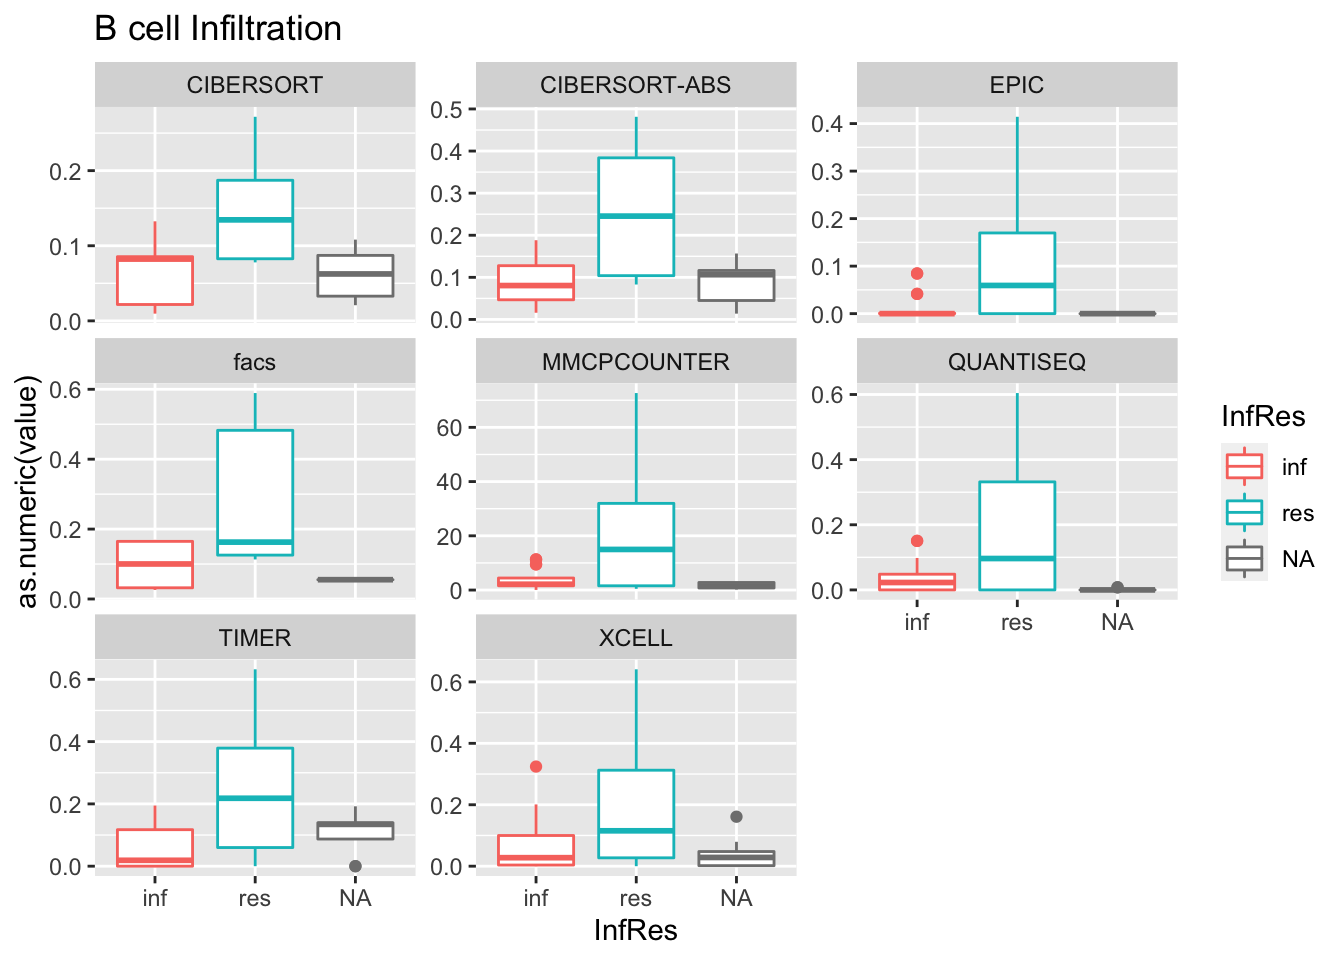 B cell Infiltration
CIBERSORT
CIBERSORT-ABS
EPIC
0.2
0.1
0.0
0.5
0.4
0.3
0.2
0.1
0.0
0.4
0.3
0.2
0.1
0.0
as.numeric(value)
facs
MMCPCOUNTER
QUANTISEQ
0.6
0.4
0.2
0.0
60
40
20
0
0.6
0.4
0.2
0.0
inf res NA
TIMER
XCELL
0.6
0.4
0.2
0.0
0.6
0.4
0.2
0.0
inf res NA
inf res NA
InfRes
InfRes
inf
res
NA